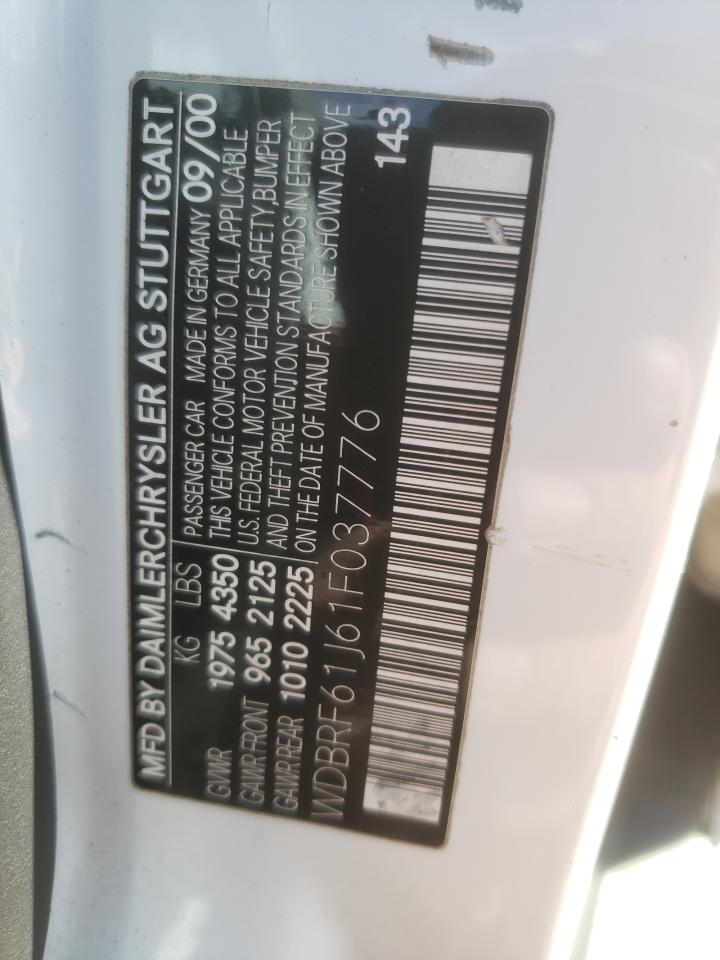 MFD BY DAIMLERCHRYSLER AG STUTTGART
KG LBS
GVWR 1975 4350
GAWR FRONT 965 2125
GAWR REAR 1010 2225
PASSENGER CAR MADE IN GERMANY 09/00
THIS VEHICLE CONFORMS TO ALL APPLICABLE
U.S. FEDERAL MOTOR VEHICLE SAFETY,BUMPER
AND THEFT PREVENTION STANDARDS IN EFFECT
ON THE DATE OF MANUFACTURE SHOWN ABOVE
WDBRF61J61F037776
143